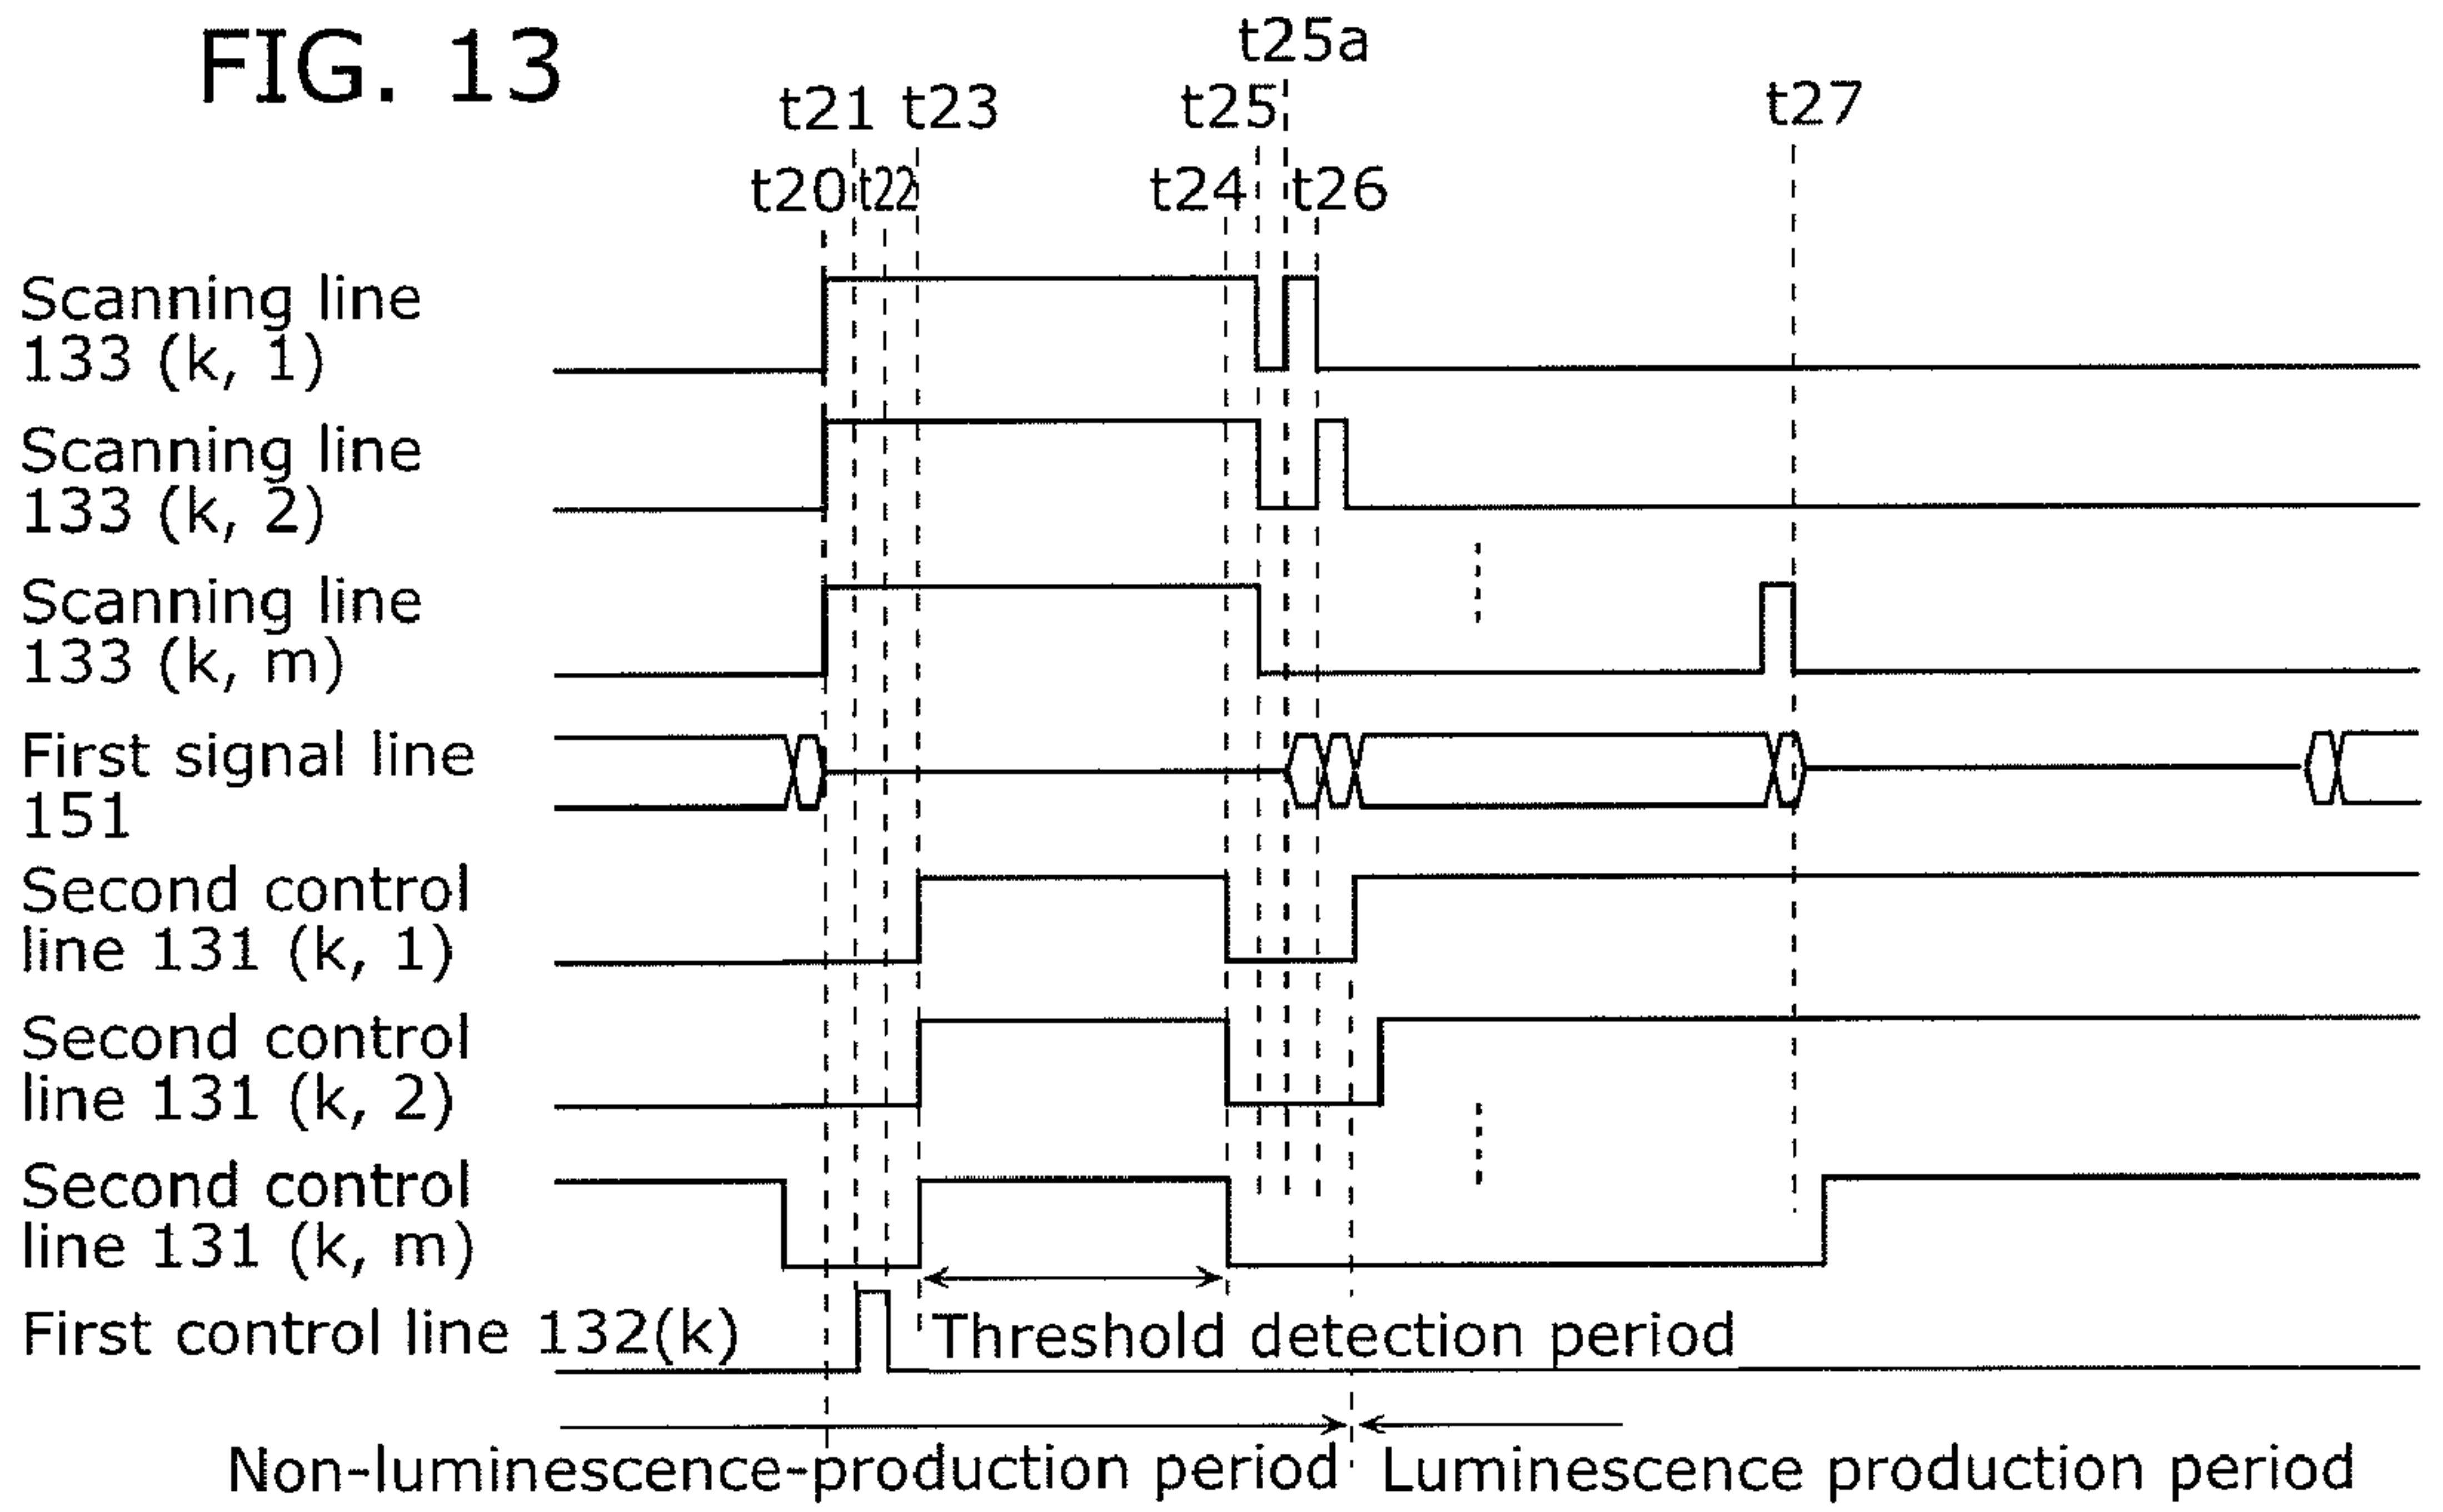 FIG. 13
t25a
t21 t23 t25 t27
t20 t22 t24 t26
Scanning line
133 (k, 1)
Scanning line
133 (k, 2)
Scanning line
133 (k, m)
First signal line
151
Second control
line 131 (k, 1)
Second control
line 131 (k, 2)
Second control
line 131 (k, m)
First control line 132(k)
Threshold detection period
Non-luminescence-production period
Luminescence production period